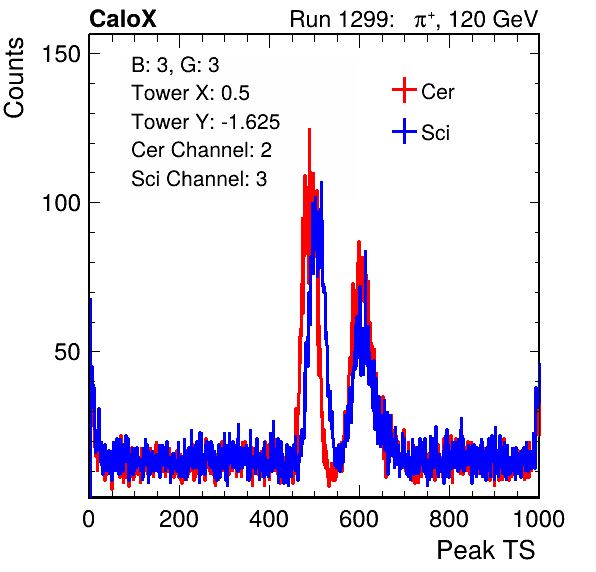 CaloX Run 1299: π⁺, 120 GeV
Counts
150
100
50
B: 3, G: 3
Tower X: 0.5
Tower Y: -1.625
Cer Channel: 2
Sci Channel: 3
Cer
Sci
0 200 400 600 800 1000
Peak TS